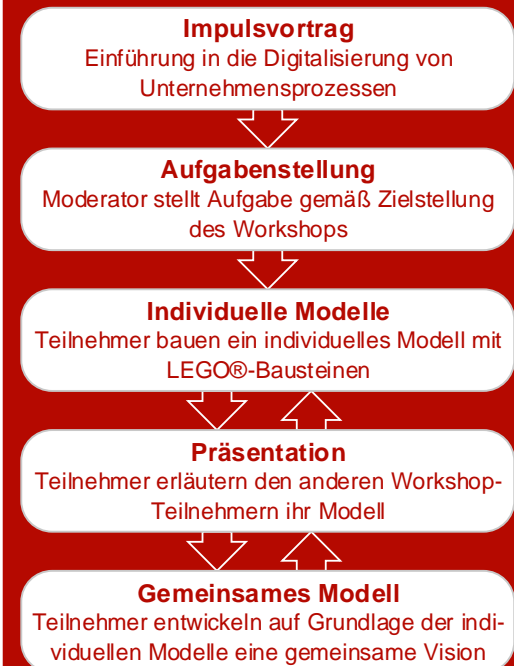 Impulsvortrag
Einführung in die Digitalisierung von
Unternehmensprozessen
Aufgabenstellung
Moderator stellt Aufgabe gemäß Zielstellung
des Workshops
Individuelle Modelle
Teilnehmer bauen ein individuelles Modell mit
LEGO®-Bausteinen
Präsentation
Teilnehmer erläutern den anderen Workshop-
Teilnehmern ihr Modell
Gemeinsames Modell
Teilnehmer entwickeln auf Grundlage der indi-
viduellen Modelle eine gemeinsame Vision